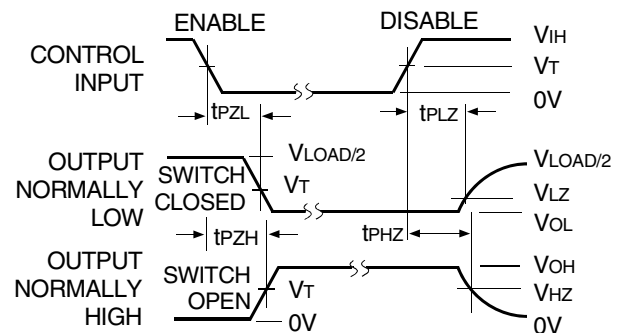 ENABLE
DISABLE
CONTROL
INPUT
VIH
VT
0V
tPZL
tPLZ
OUTPUT
NORMALLY
LOW
SWITCH
CLOSED
VLOAD/2
VT
VLOAD/2
VLZ
VOL
tPZH
tPHZ
OUTPUT
NORMALLY
HIGH
SWITCH
OPEN
VT
0V
VOH
VHZ
0V